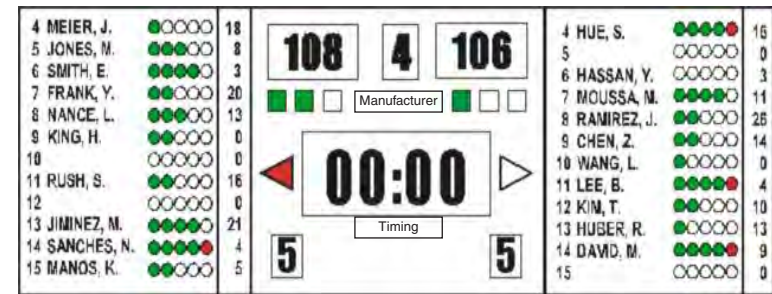 4 MEIER, J. 18
5 JONES, M. 8
6 SMITH, E. 3
7 FRANK, Y. 20
8 NANCE, L. 13
9 KING, H. 0
10 0
11 RUSH, S. 16
12 0
13 JIMINEZ, M. 21
14 SANCHES, N. 4
15 MANOS, K. 5
108 4 106
Manufacturer
00:00
Timing
5 5
4 HUE, S. 16
5 0
6 HASSAN, Y. 3
7 MOUSSA, M. 11
8 RAMIREZ, J. 26
9 CHEN, Z. 14
10 WANG, L. 0
11 LEE, B. 4
12 KIM, T. 10
13 HUBER, R. 13
14 DAVID, M. 9
15 0